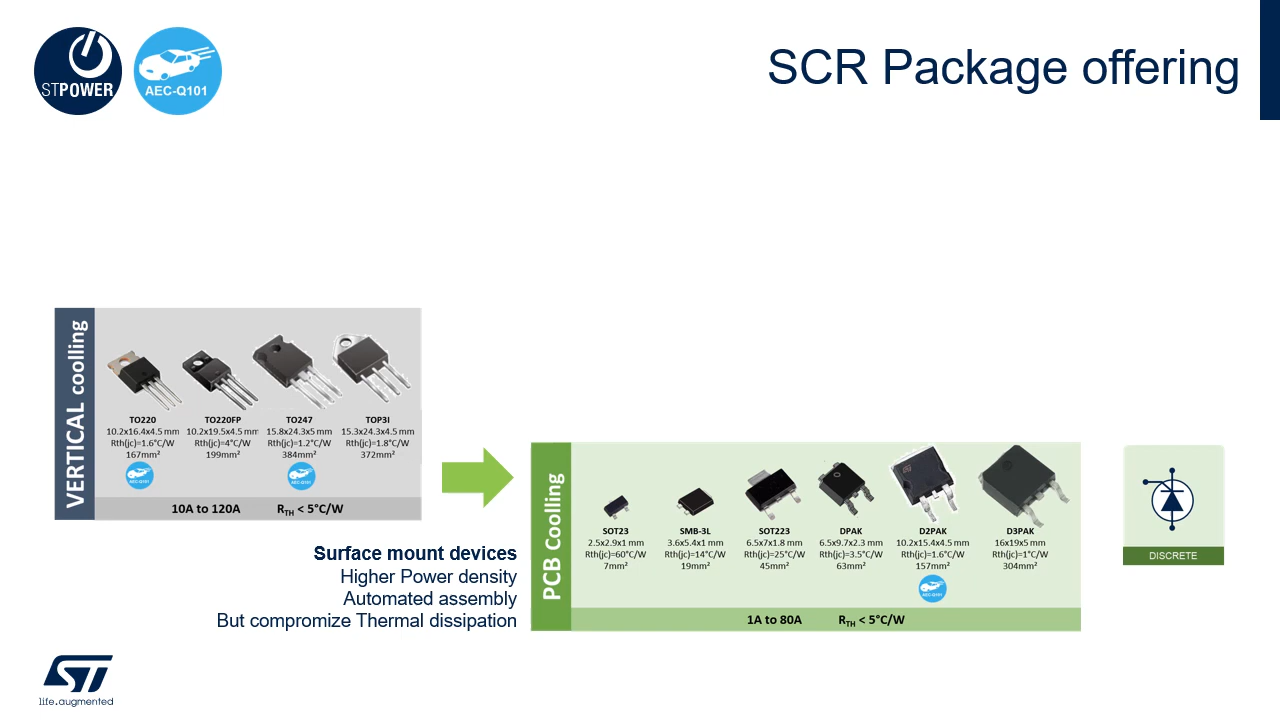 STPOWER
AEC-Q101
SCR Package offering
VERTICAL coolling
TO220
10.2x16.4x4.5 mm
Rth(jc)=1.6°C/W
167mm²
AEC-Q101
TO220FP
10.2x19.5x4.5 mm
Rth(jc)=4°C/W
199mm²
TO247
15.8x24.3x5 mm
Rth(jc)=1.2°C/W
384mm²
AEC-Q101
TOP3I
15.3x24.3x4.5 mm
Rth(jc)=1.8°C/W
372mm²
10A to 120A RTH < 5°C/W
Surface mount devices
Higher Power density
Automated assembly
But compromize Thermal dissipation
PCB Coolling
SOT23
2.5x2.9x1 mm
Rth(jc)=60°C/W
7mm²
SMB-3L
3.6x5.4x1 mm
Rth(jc)=14°C/W
19mm²
SOT223
6.5x7x1.8 mm
Rth(jc)=25°C/W
45mm²
DPAK
6.5x9.7x2.3 mm
Rth(jc)=3.5°C/W
63mm²
D2PAK
10.2x15.4x4.5 mm
Rth(jc)=1.6°C/W
157mm²
AEC-Q101
D3PAK
16x19x5 mm
Rth(jc)=1°C/W
304mm²
1A to 80A RTH < 5°C/W
DISCRETE
ST
life.augmented